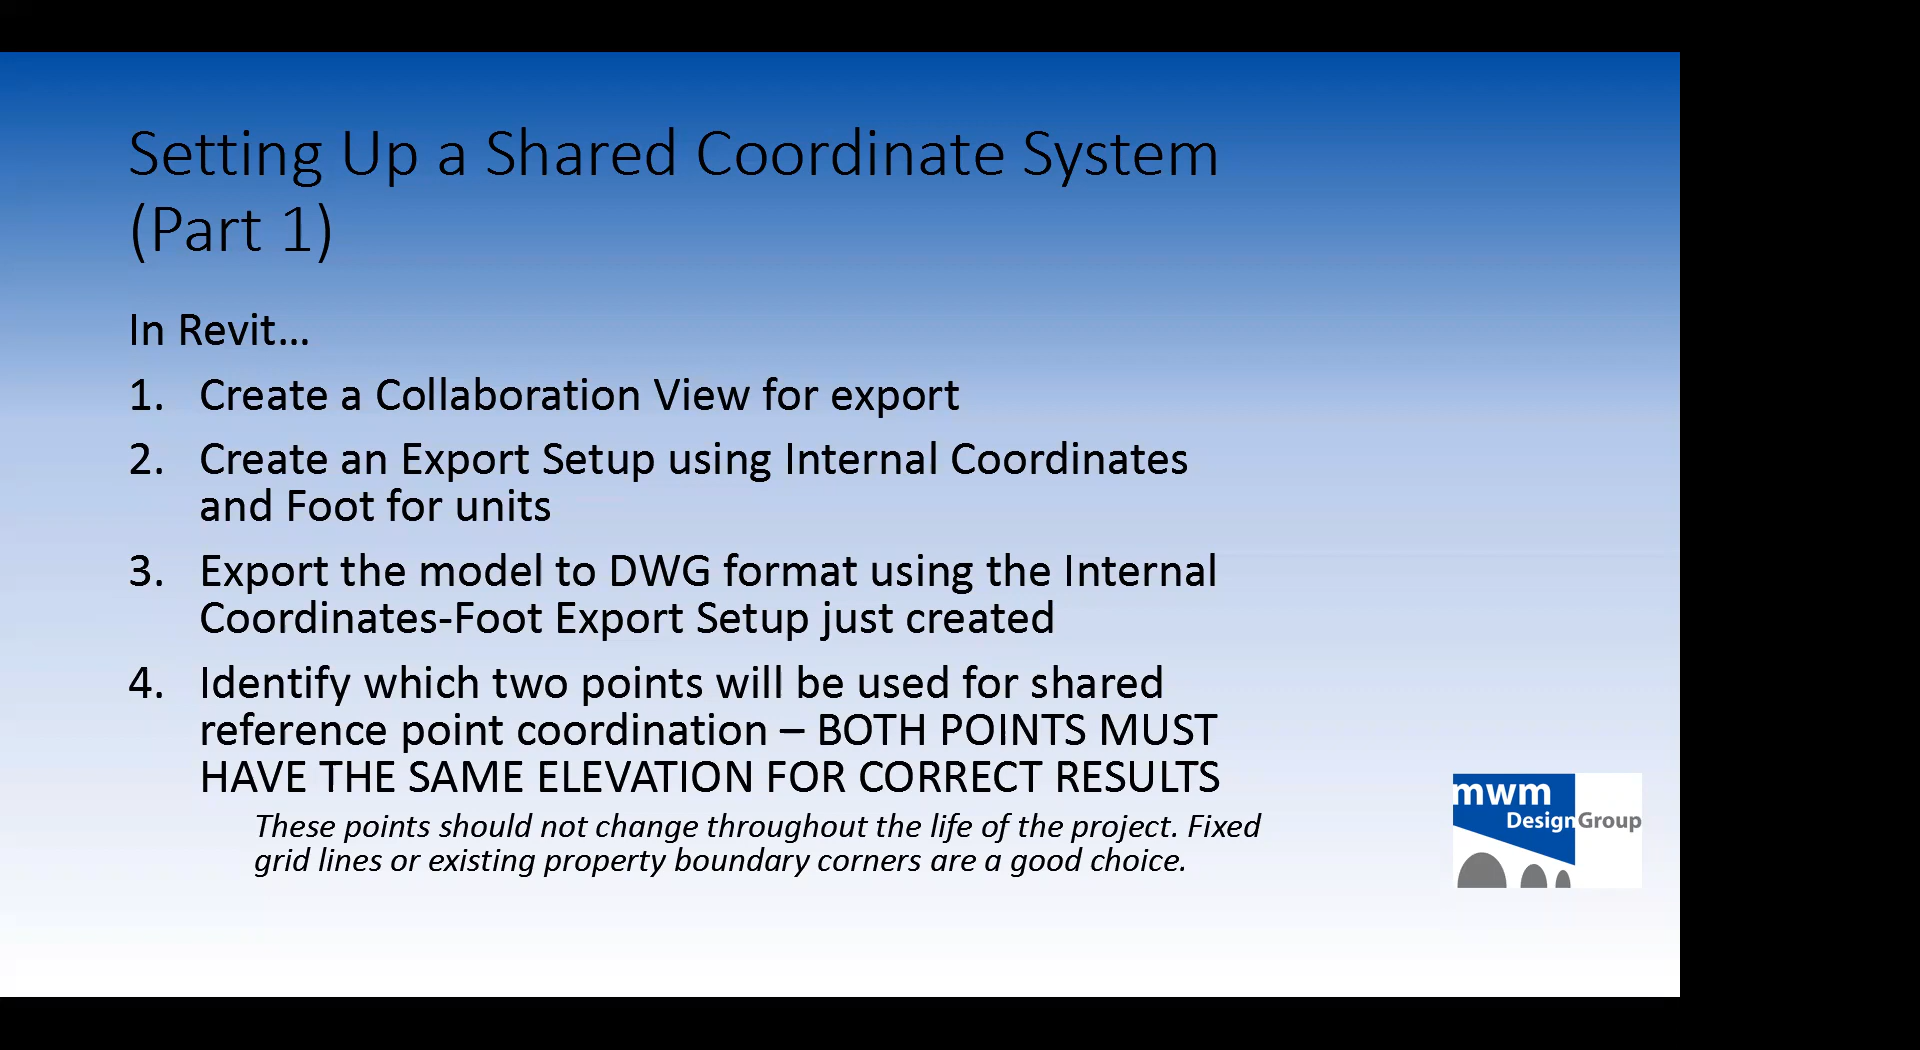 Setting Up a Shared Coordinate System
(Part 1)
In Revit...
1. Create a Collaboration View for export
2. Create an Export Setup using Internal Coordinates
and Foot for units
3. Export the model to DWG format using the Internal
Coordinates-Foot Export Setup just created
4. Identify which two points will be used for shared
reference point coordination – BOTH POINTS MUST
HAVE THE SAME ELEVATION FOR CORRECT RESULTS
These points should not change throughout the life of the project. Fixed
grid lines or existing property boundary corners are a good choice.
mwm
DesignGroup